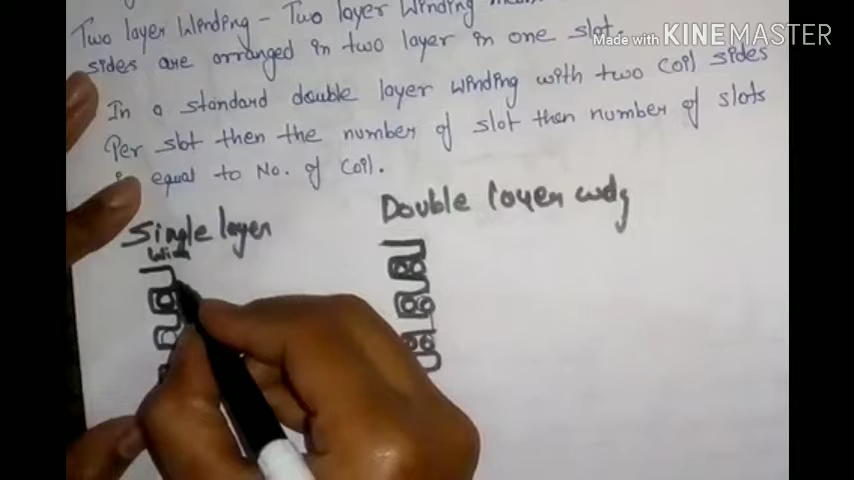 Two layer Winding - Two layer Winding mean
sides are arranged in two layer in one slot.
Made with KINEMASTER
In a standard double layer winding with two Coil sides
Per slot then the number of slot then number of slots
equal to No. of Coil.
Single layer
Double layer wdg